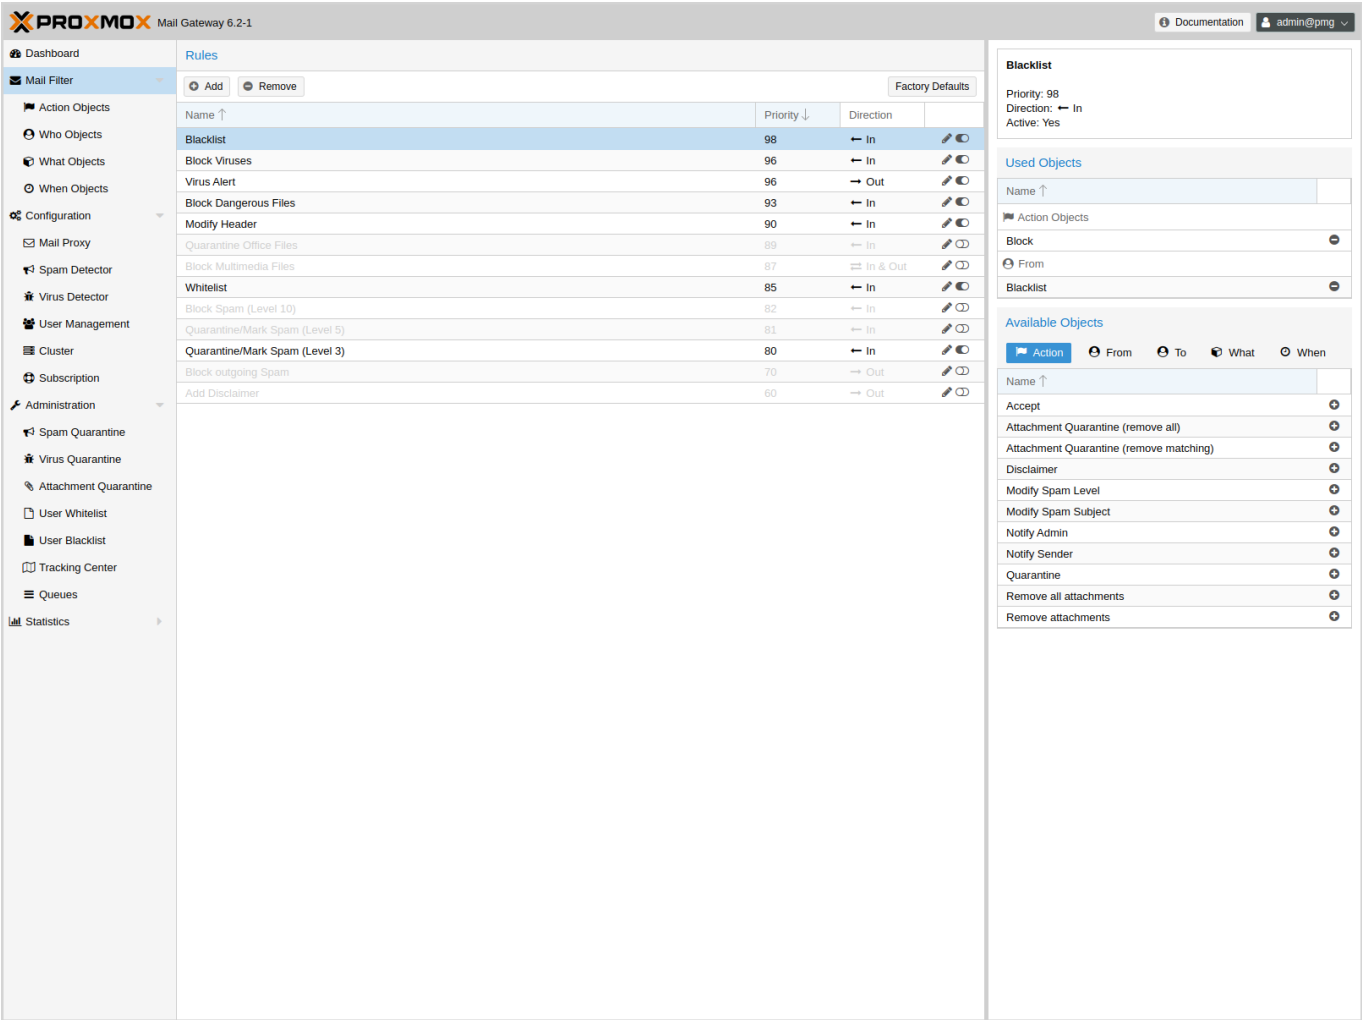 PROXMOX Mail Gateway 6.2-1 Documentation admin@pmg
Dashboard
Mail Filter
Action Objects
Who Objects
What Objects
When Objects
Configuration
Mail Proxy
Spam Detector
Virus Detector
User Management
Cluster
Subscription
Administration
Spam Quarantine
Virus Quarantine
Attachment Quarantine
User Whitelist
User Blacklist
Tracking Center
Queues
Statistics
Rules
Add Remove Factory Defaults
Name Priority Direction
Blacklist 98 In
Block Viruses 96 In
Virus Alert 96 Out
Block Dangerous Files 93 In
Modify Header 90 In
Quarantine Office Files 89 In
Block Multimedia Files 87 In & Out
Whitelist 85 In
Block Spam (Level 10) 82 In
Quarantine/Mark Spam (Level 5) 81 In
Quarantine/Mark Spam (Level 3) 80 In
Block outgoing Spam 70 Out
Add Disclaimer 60 Out
Blacklist
Priority: 98
Direction: In
Active: Yes
Used Objects
Name
Action Objects
Block
From
Blacklist
Available Objects
Action From To What When
Name
Accept
Attachment Quarantine (remove all)
Attachment Quarantine (remove matching)
Disclaimer
Modify Spam Level
Modify Spam Subject
Notify Admin
Notify Sender
Quarantine
Remove all attachments
Remove attachments